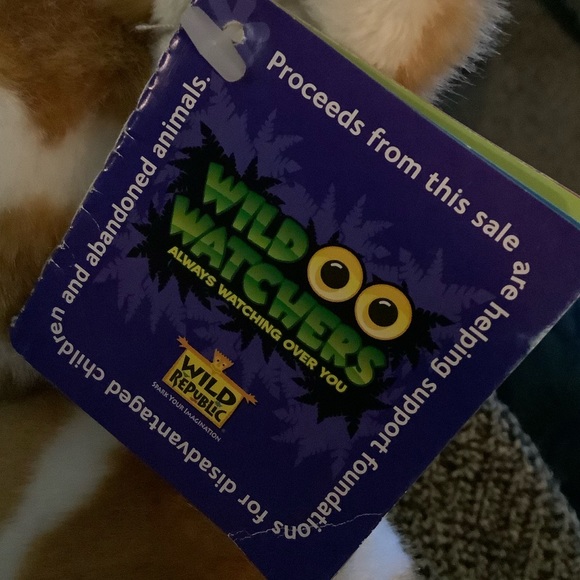 Proceeds from this sale are helping support foundations for disadvantaged children and abandoned animals.
WILD
WATCHERS
ALWAYS WATCHING OVER YOU
WILD
REPUBLIC
SPARK YOUR IMAGINATION